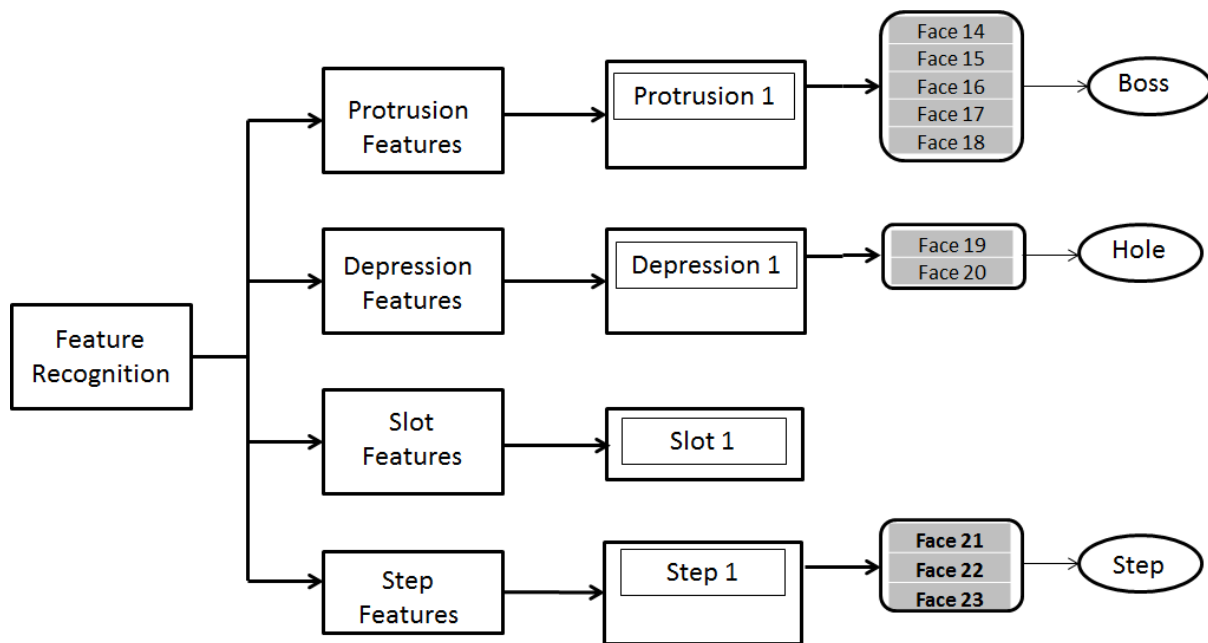 Feature
Recognition
Protrusion
Features
Protrusion 1
Face 14
Face 15
Face 16
Face 17
Face 18
Boss
Depression
Features
Depression 1
Face 19
Face 20
Hole
Slot
Features
Slot 1
Step
Features
Step 1
Face 21
Face 22
Face 23
Step